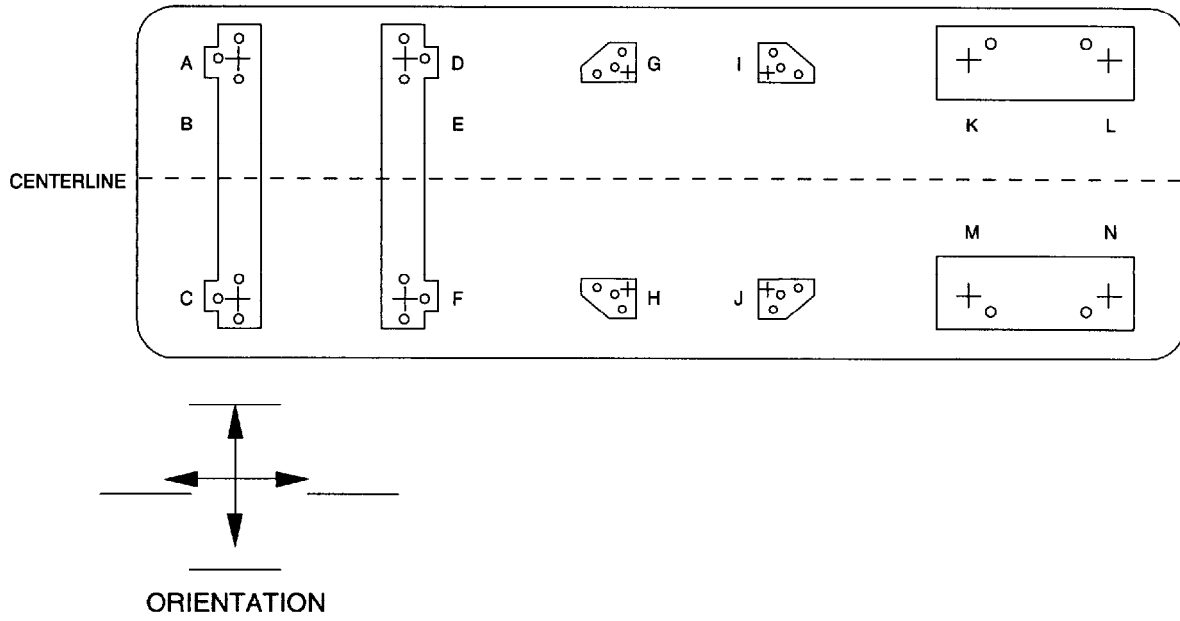 A D G I
B E K L
CENTERLINE
M N
C F H J
ORIENTATION